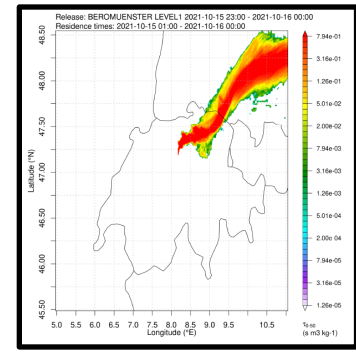 Release: BEROMUENSTER LEVEL1 2021-10-15 23:00 - 2021-10-16 00:00
Residence times: 2021-10-15 01:00 - 2021-10-16 00:00
48.50
48.00
47.50
47.00
46.50
46.00
45.50
Latitude (°N)
5.0 5.5 6.0 6.5 7.0 7.5 8.0 8.5 9.0 9.5 10.5
Longitude (°E)
7.94e-01
3.16e-01
1.26e-01
5.01e-02
2.00e-02
7.94e-03
3.16e-03
1.26e-03
5.01e-04
2.00e-04
7.94e-05
3.16e-05
1.26e-05
τ₀₋₅₀
(s m3 kg-1)